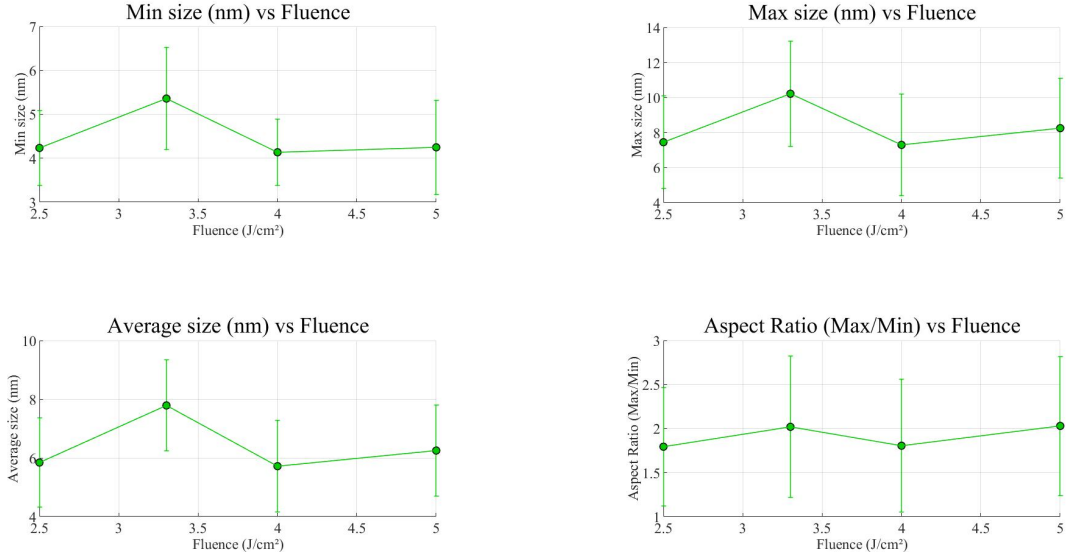 Min size (nm) vs Fluence
7
6
5
4
3
Min size (nm)
2.5 3 3.5 4 4.5 5
Fluence (J/cm²)
Max size (nm) vs Fluence
14
12
10
8
6
4
Max size (nm)
2.5 3 3.5 4 4.5 5
Fluence (J/cm²)
Average size (nm) vs Fluence
10
8
6
4
Average size (nm)
2.5 3 3.5 4 4.5 5
Fluence (J/cm²)
Aspect Ratio (Max/Min) vs Fluence
3
2.5
2
1.5
1
Aspect Ratio (Max/Min)
2.5 3 3.5 4 4.5 5
Fluence (J/cm²)